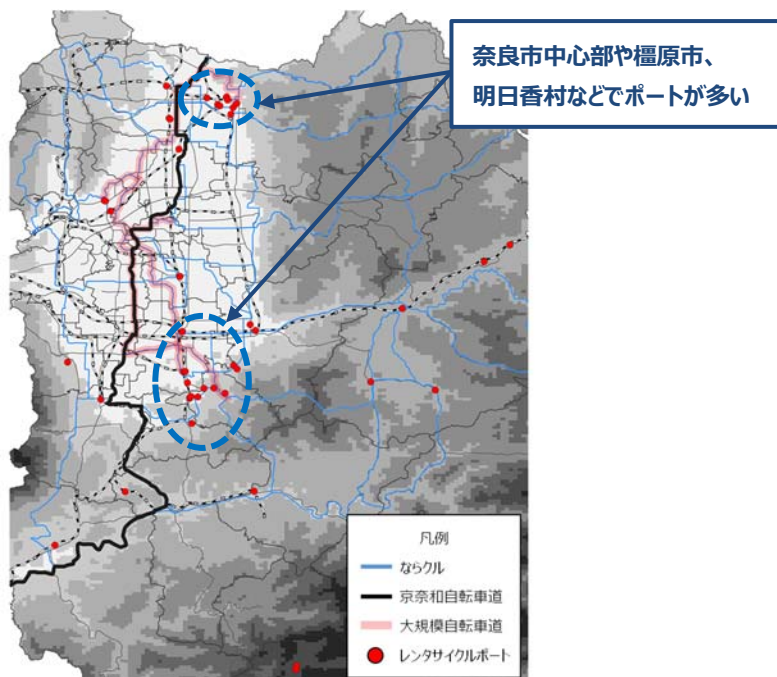 奈良市中心部や橿原市、
明日香村などでポートが多い
凡例
ならクル
京奈和自転車道
大規模自転車道
レンタサイクルポート